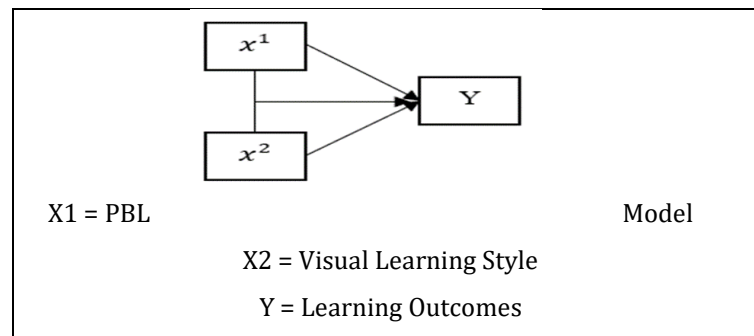 x¹
Y
x²
X1 = PBL Model
X2 = Visual Learning Style
Y = Learning Outcomes